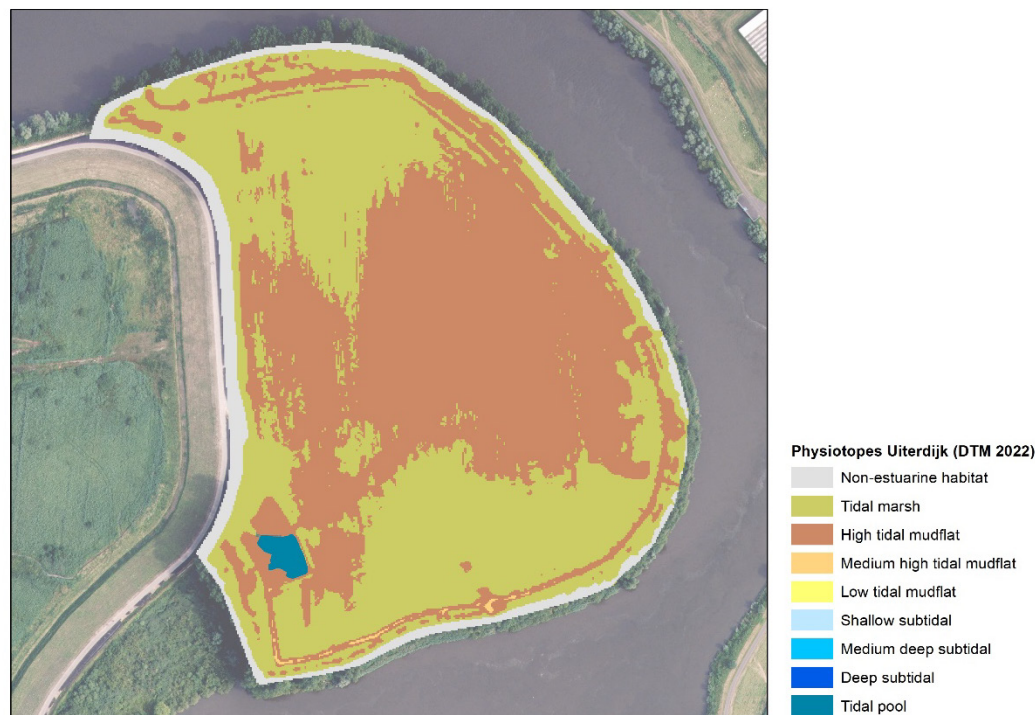 Physiotopes Uiterdijk (DTM 2022)
Non-estuarine habitat
Tidal marsh
High tidal mudflat
Medium high tidal mudflat
Low tidal mudflat
Shallow subtidal
Medium deep subtidal
Deep subtidal
Tidal pool